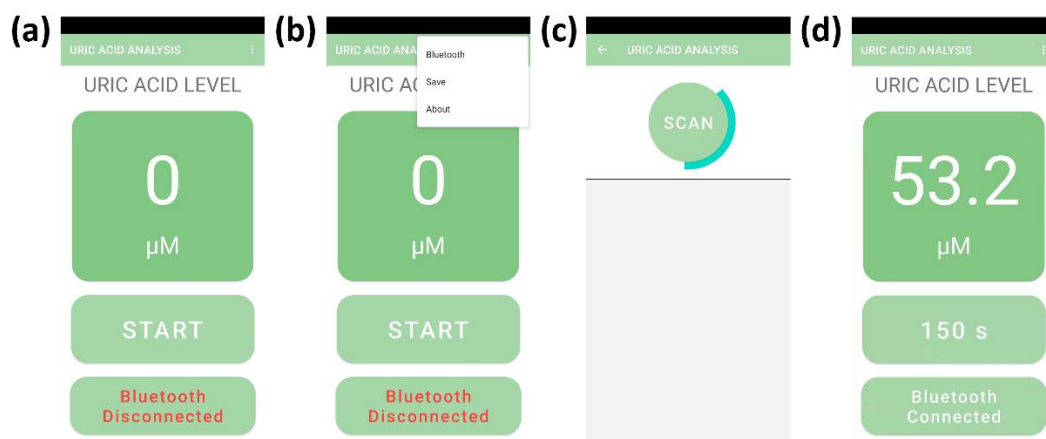 (a)
URIC ACID ANALYSIS
URIC ACID LEVEL
0
µM
START
Bluetooth
Disconnected
(b)
URIC ACID ANA
Bluetooth
Save
About
URIC AC
0
µM
START
Bluetooth
Disconnected
(c)
URIC ACID ANALYSIS
SCAN
(d)
URIC ACID ANALYSIS
URIC ACID LEVEL
53.2
µM
150 s
Bluetooth
Connected